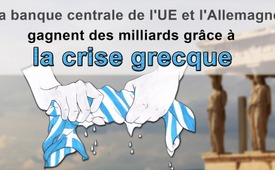 a banque centrale de l'UE et l'Allemagne
gagnent des milliards grâce à
la crise grecque